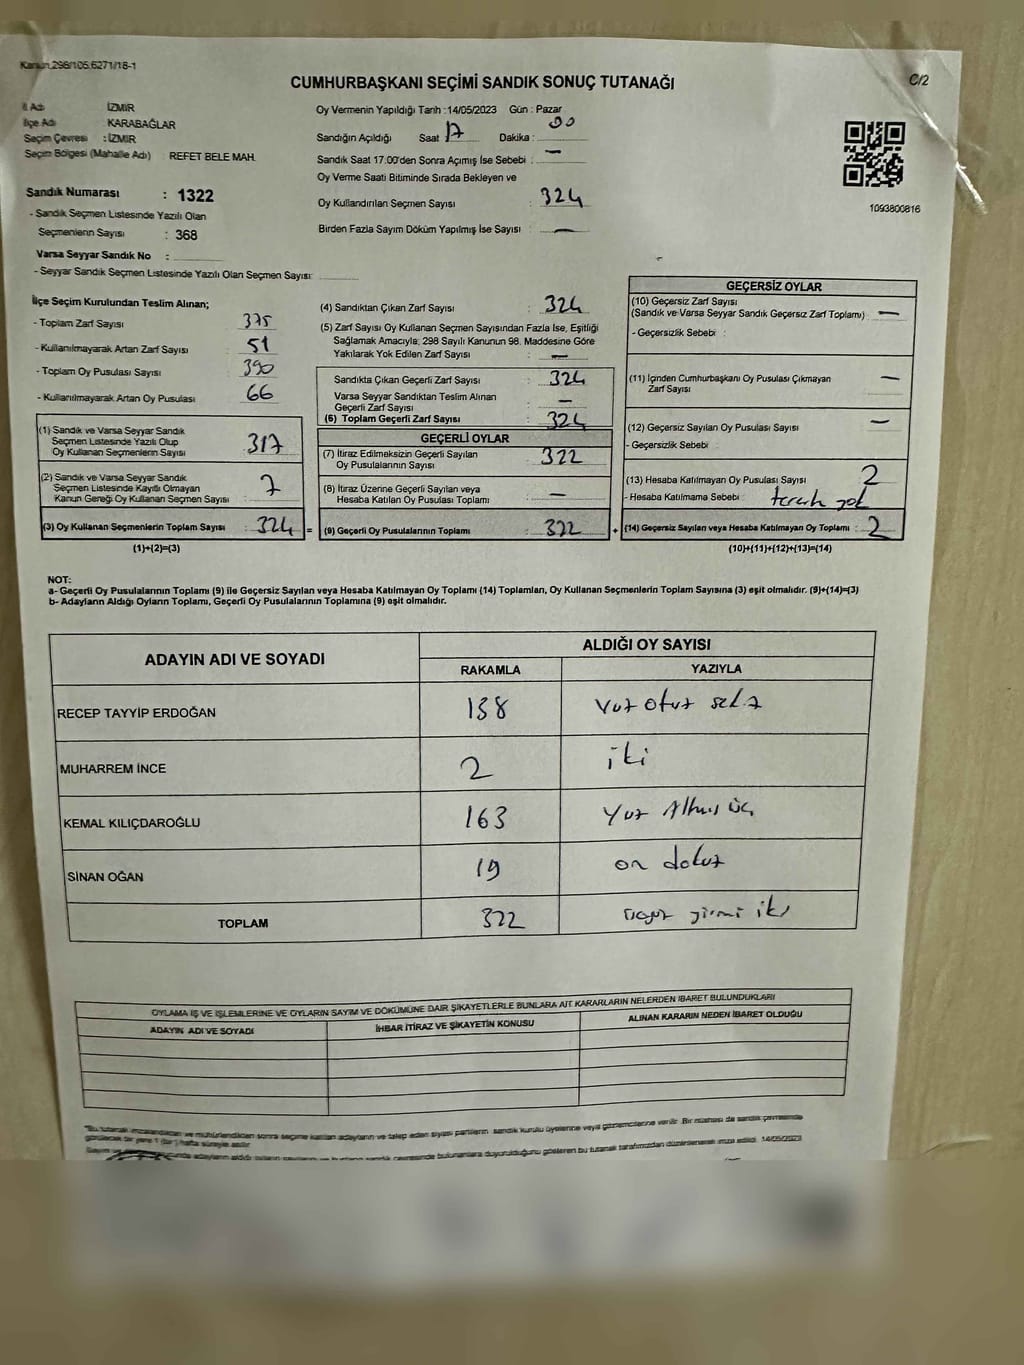 Kanun 298/105.6271/18-1
C/2
CUMHURBAŞKANI SEÇİMİ SANDIK SONUÇ TUTANAĞI
İl Adı : İZMİR
İlçe Adı : KARABAĞLAR
Seçim Çevresi : İZMİR
Seçim Bölgesi (Mahalle Adı) : REFET BELE MAH.
Sandık Numarası : 1322
- Sandık Seçmen Listesinde Yazılı Olan
Seçmenlerin Sayısı : 368
Varsa Seyyar Sandık No :
- Seyyar Sandık Seçmen Listesinde Yazılı Olan Seçmen Sayısı:
Oy Vermenin Yapıldığı Tarih :14/05/2023 Gün : Pazar
Sandığın Açıldığı Saat 17 Dakika : 00
Sandık Saat 17:00'den Sonra Açımış İse Sebebi : —
Oy Verme Saati Bitiminde Sırada Bekleyen ve
Oy Kullandırılan Seçmen Sayısı : 324
Birden Fazla Sayım Döküm Yapılmış İse Sayısı : —
1093800816
İlçe Seçim Kurulundan Teslim Alınan;
- Toplam Zarf Sayısı : 375
- Kullanılmayarak Artan Zarf Sayısı : 51
- Toplam Oy Pusulası Sayısı : 390
- Kullanılmayarak Artan Oy Pusulası : 66
(1) Sandık ve Varsa Seyyar Sandık
Seçmen Listesinde Yazılı Olup
Oy Kullanan Seçmenlerin Sayısı : 317
(2) Sandık ve Varsa Seyyar Sandık
Seçmen Listesinde Kayıtlı Olmayan
Kanun Gereği Oy Kullanan Seçmen Sayısı : 7
(3) Oy Kullanan Seçmenlerin Toplam Sayısı : 324 =
(1)+(2)=(3)
(4) Sandıktan Çıkan Zarf Sayısı : 324
(5) Zarf Sayısı Oy Kullanan Seçmen Sayısından Fazla İse, Eşitliği
Sağlamak Amacıyla; 298 Sayılı Kanunun 98. Maddesine Göre
Yakılarak Yok Edilen Zarf Sayısı : —
Sandıkta Çıkan Geçerli Zarf Sayısı : 324
Varsa Seyyar Sandıktan Teslim Alınan
Geçerli Zarf Sayısı : —
(6) Toplam Geçerli Zarf Sayısı : 324
GEÇERLİ OYLAR
(7) İtiraz Edilmeksizin Geçerli Sayılan
Oy Pusulalarının Sayısı : 322
(8) İtiraz Üzerine Geçerli Sayılan veya
Hesaba Katılan Oy Pusulası Toplamı : —
(9) Geçerli Oy Pusulalarının Toplamı : 322 +
GEÇERSİZ OYLAR
(10) Geçersiz Zarf Sayısı
(Sandık ve Varsa Seyyar Sandık Geçersiz Zarf Toplamı) : —
- Geçersizlik Sebebi :
(11) İçinden Cumhurbaşkanı Oy Pusulası Çıkmayan
Zarf Sayısı : —
(12) Geçersiz Sayılan Oy Pusulası Sayısı : —
- Geçersizlik Sebebi :
(13) Hesaba Katılmayan Oy Pusulası Sayısı : 2
- Hesaba Katılmama Sebebi : tercih yok
(14) Geçersiz Sayılan veya Hesaba Katılmayan Oy Toplamı : 2
(10)+(11)+(12)+(13)=(14)
NOT:
a- Geçerli Oy Pusulalarının Toplamı (9) ile Geçersiz Sayılan veya Hesaba Katılmayan Oy Toplamı (14) Toplamları, Oy Kullanan Seçmenlerin Toplam Sayısına (3) eşit olmalıdır. (9)+(14)=(3)
b- Adayların Aldığı Oyların Toplamı, Geçerli Oy Pusulalarının Toplamına (9) eşit olmalıdır.
ADAYIN ADI VE SOYADI
ALDIĞI OY SAYISI
RAKAMLA YAZIYLA
RECEP TAYYİP ERDOĞAN 138 Yüz otuz sekiz
MUHARREM İNCE 2 iki
KEMAL KILIÇDAROĞLU 163 Yüz Altmış üç
SİNAN OĞAN 19 on dokuz
TOPLAM 322 üçyüz yirmi iki
OYLAMA İŞ VE İŞLEMLERİNE VE OYLARIN SAYIM VE DÖKÜMÜNE DAİR ŞİKAYETLERLE BUNLARA AİT KARARLARIN NELERDEN İBARET BULUNDUKLARI
ADAYIN ADI VE SOYADI İHBAR İTİRAZ VE ŞİKAYETİN KONUSU ALINAN KARARIN NEDEN İBARET OLDUĞU
"Bu tutanak imzalandıktan ve mühürlendikten sonra seçime katılan adayların ve talep eden siyasi partilerin sandık kurulu üyelerine veya gözlemcilerine verilir. Bir nüshası da sandık çevresinde
görülecek bir yere 1 (bir) hafta süreyle asılır.
adayların aldığı sandık çevresinde bulunanlara duyurulduğunu gösteren bu tutanak tarafımızdan düzenlenerek imza edildi. 14/05/2023